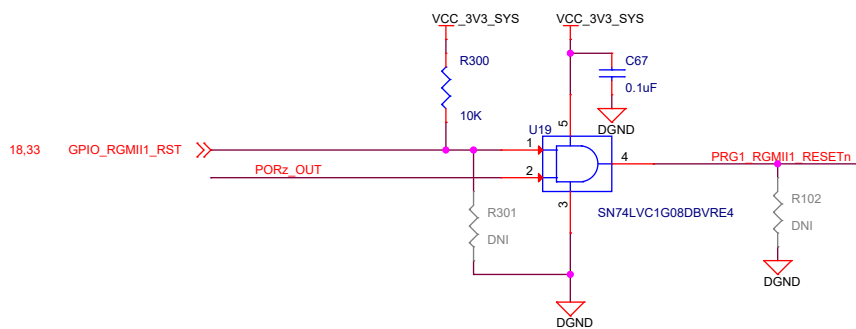 VCC_3V3_SYS
VCC_3V3_SYS
R300
10K
C67
0.1uF
DGND
U19
5
18,33
GPIO_RGMII1_RST
1
4
PRG1_RGMII1_RESETn
PORz_OUT
2
3
SN74LVC1G08DBVRE4
R301
DNI
R102
DNI
DGND
DGND